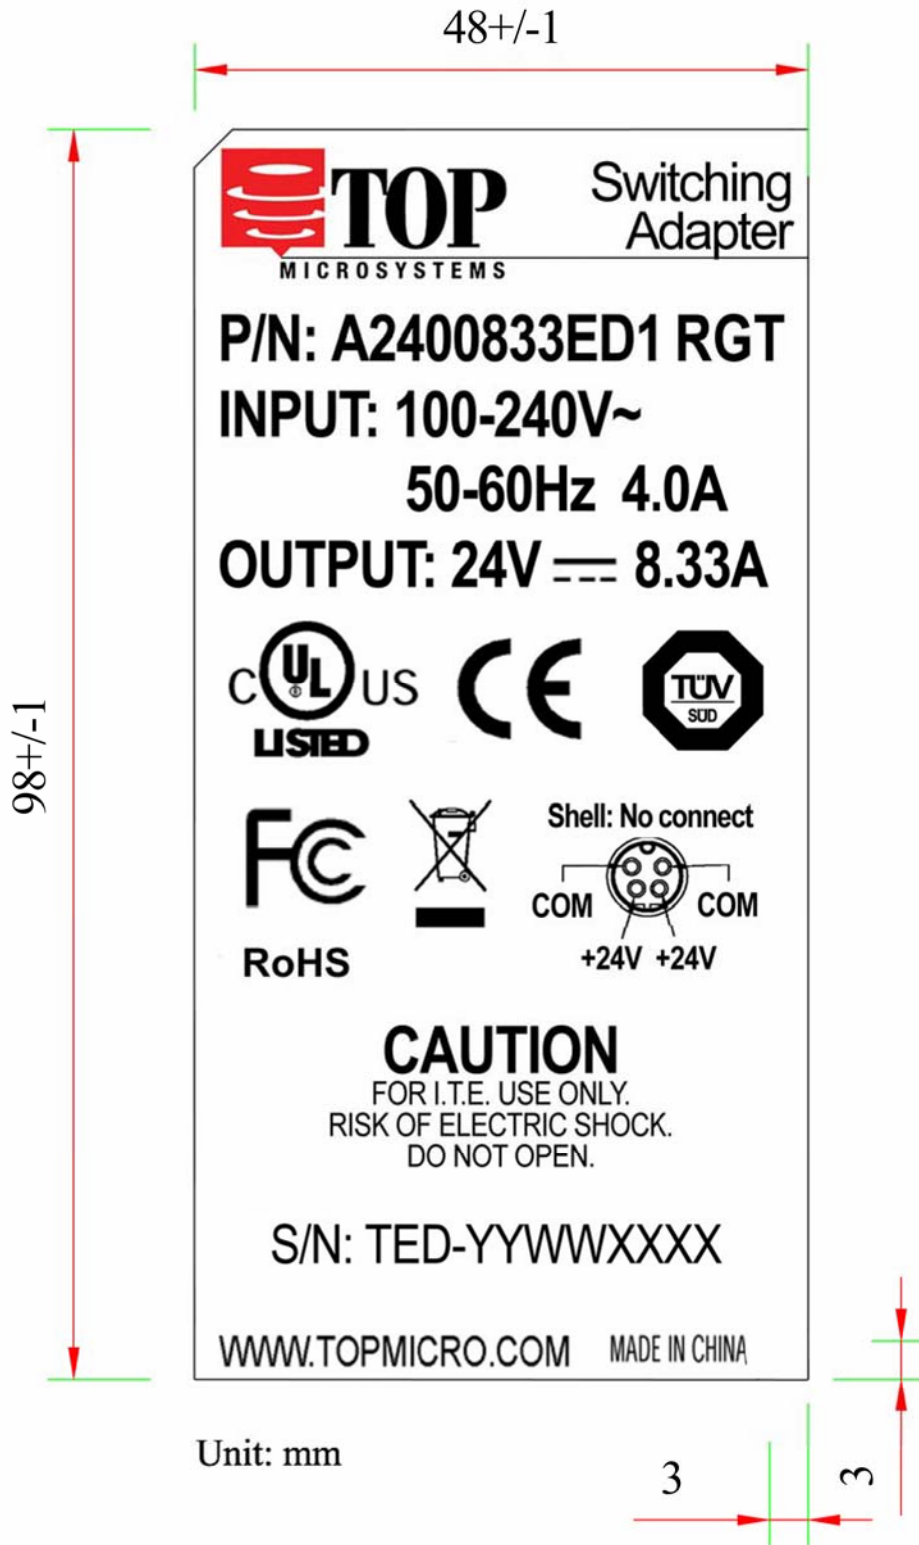 48+/-1
98+/-1
TOP
MICROSYSTEMS
Switching
Adapter
P/N: A2400833ED1 RGT
INPUT: 100-240V~
50-60Hz 4.0A
OUTPUT: 24V ⎓ 8.33A
C UL US
LISTED
CE
TÜV
SÜD
FC
RoHS
Shell: No connect
COM COM
+24V +24V
CAUTION
FOR I.T.E. USE ONLY.
RISK OF ELECTRIC SHOCK.
DO NOT OPEN.
S/N: TED-YYWWXXXX
WWW.TOPMICRO.COM MADE IN CHINA
Unit: mm
3
3